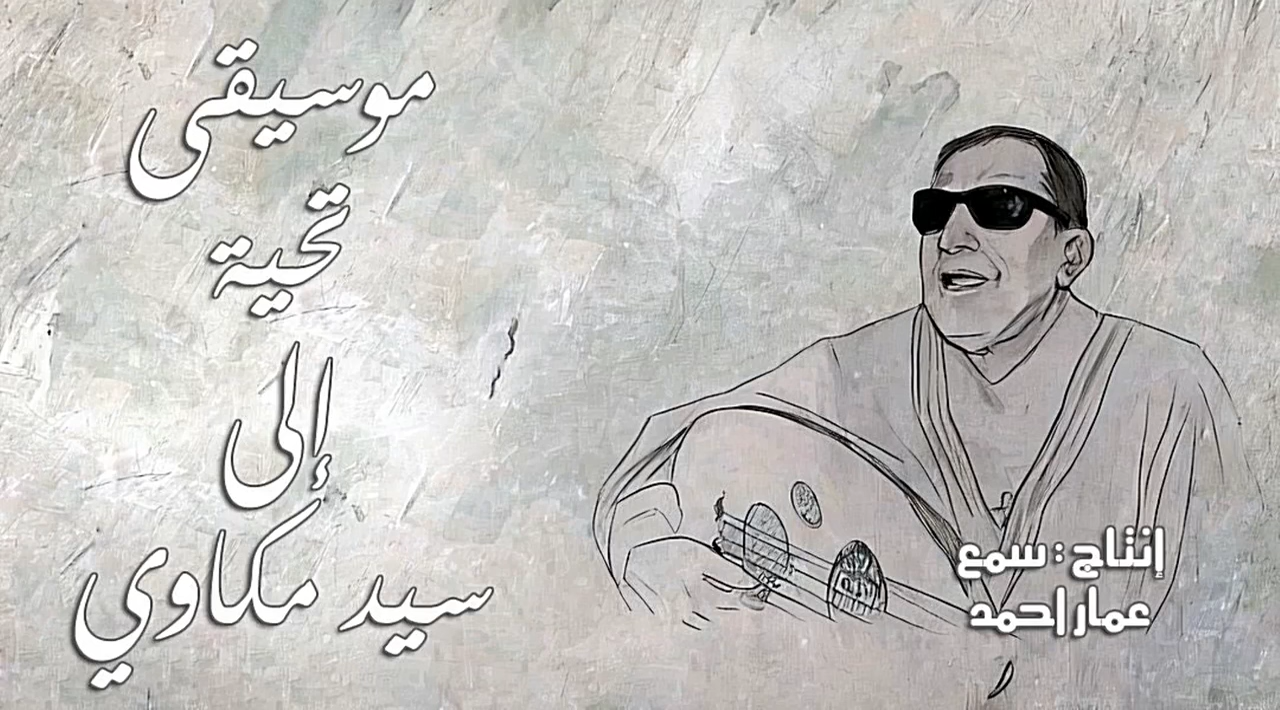 موسيقى
تحية
إلى
سيد مكاوي
إنتاج : سمع
عمار احمد